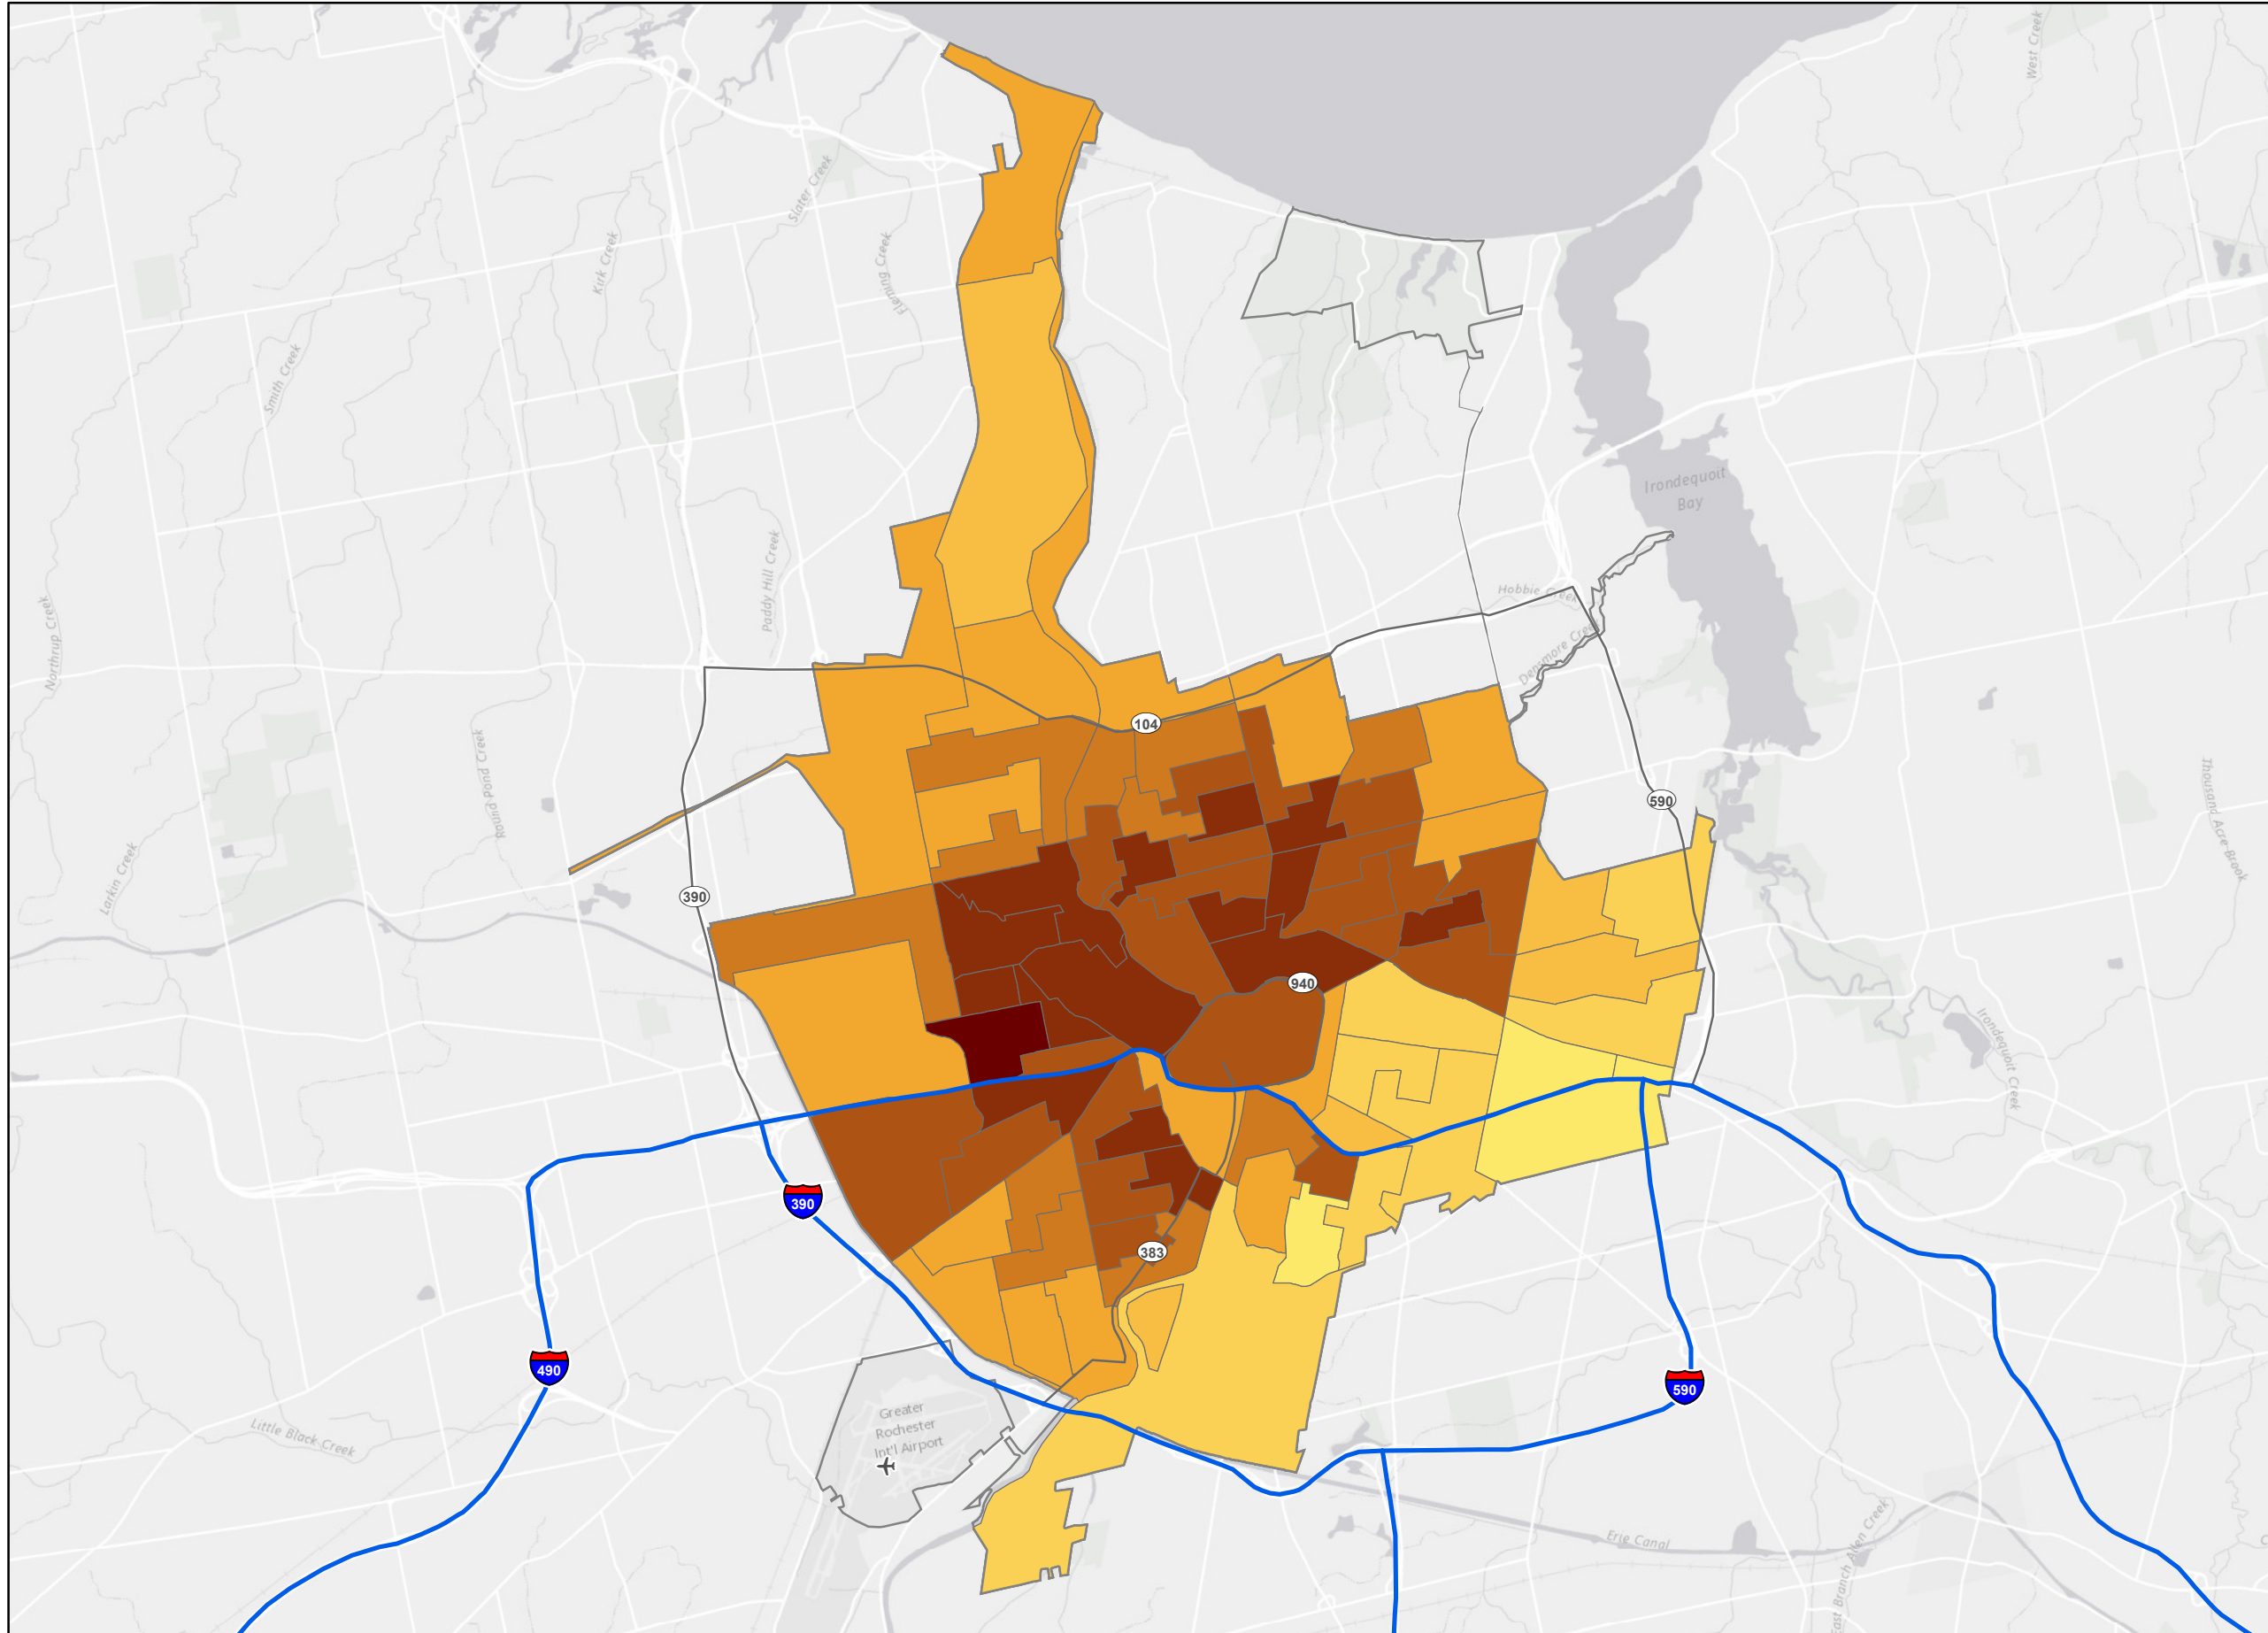 West Creek
Slater Creek
Kirk Creek
Fleming Creek
Smith Creek
Irondequoit
Bay
Paddy Hill Creek
Hobbie Creek
Northrup Creek
Densmore Creek
104
Round Pond Creek
590
Thousand Acre Brook
Larkin Creek
390
940
Irondequoit Creek
390
383
490
590
Greater
Rochester
Int'l Airport
Little Black Creek
Erie Canal
East Branch Allen Creek